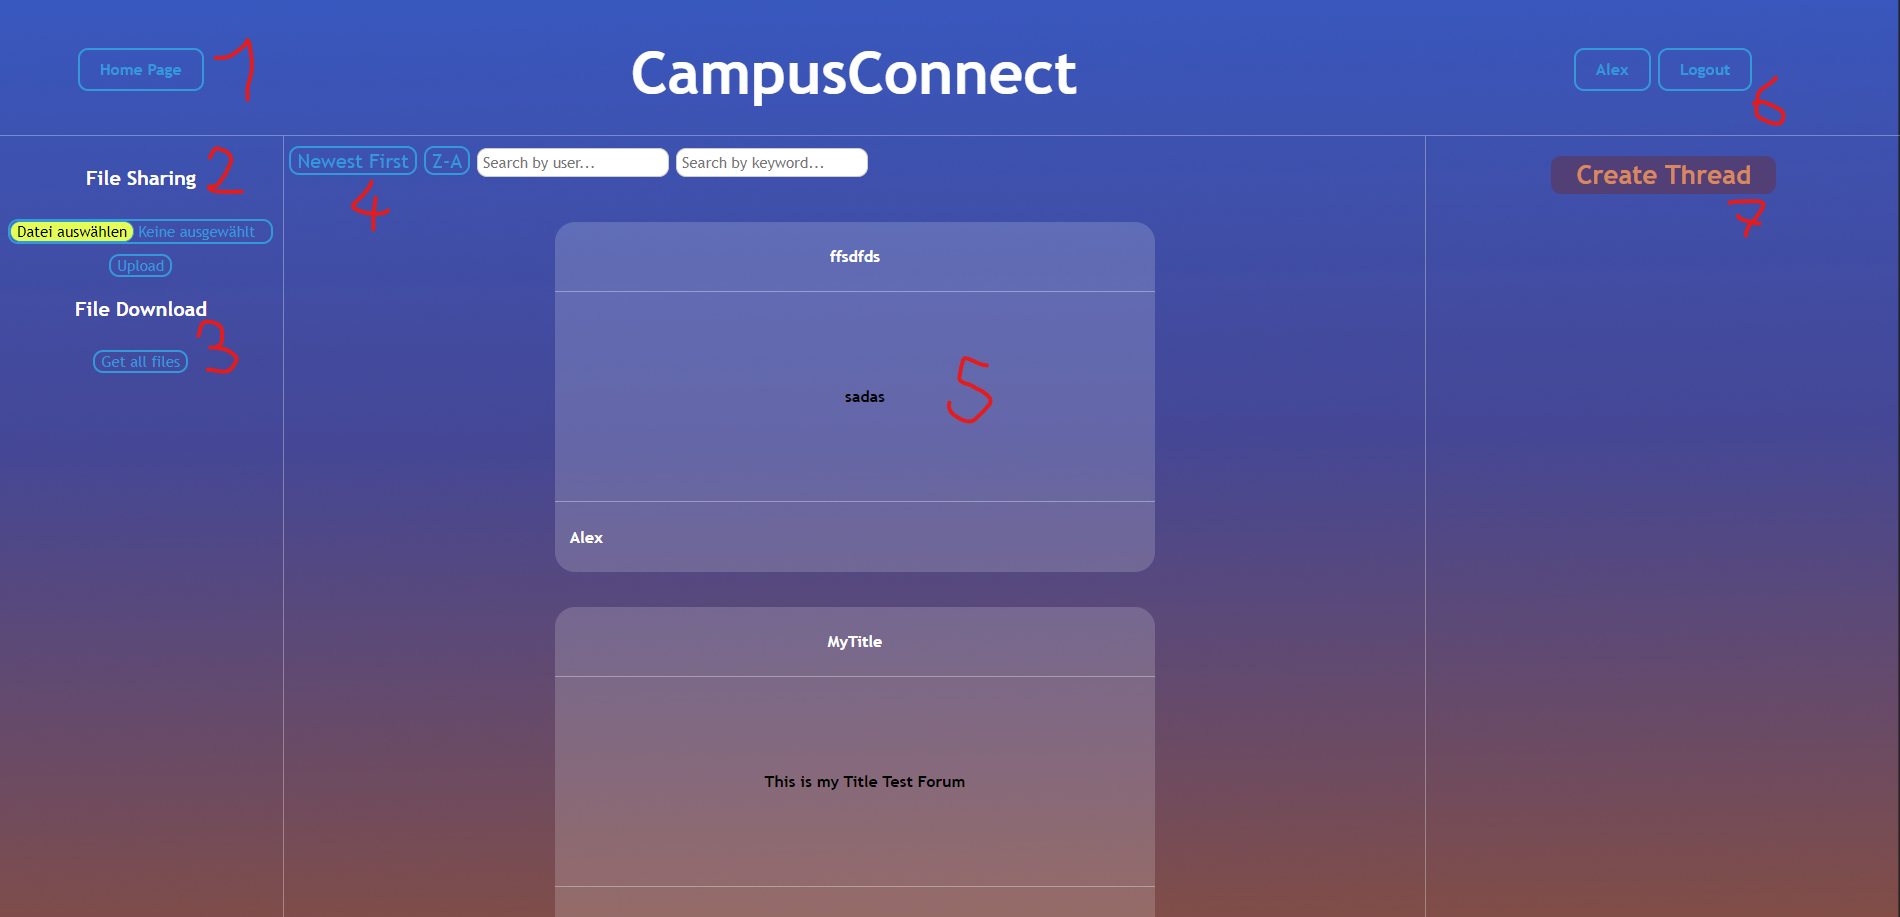 Home Page 1
CampusConnect
Alex Logout 6
File Sharing 2
Datei auswählen Keine ausgewählt
Upload
File Download
3
Get all files
Newest First Z-A Search by user... Search by keyword...
4
ffsdfds
sadas 5
Alex
MyTitle
This is my Title Test Forum
Create Thread
7